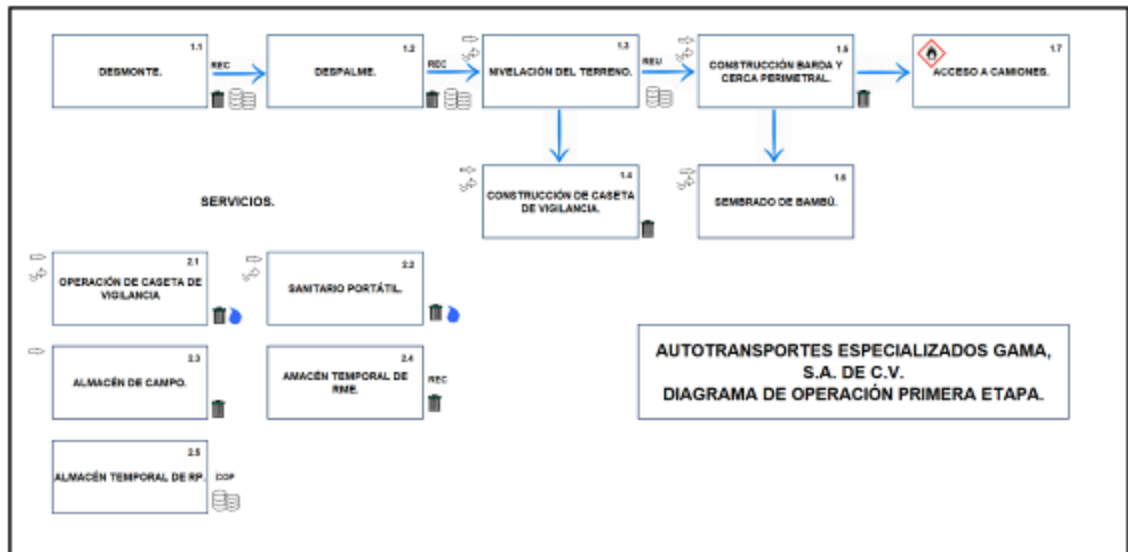 1.1
DESMONTE.
REC
1.2
DESPALME.
REC
1.3
NIVELACIÓN DEL TERRENO.
REU
1.5
CONSTRUCCIÓN BARDA Y
CERCA PERIMETRAL.
1.7
ACCESO A CAMIONES.
1.4
CONSTRUCCIÓN DE CASETA
DE VIGILANCIA.
1.6
SEMBRADO DE BAMBÚ.
SERVICIOS.
2.1
OPERACIÓN DE CASETA DE
VIGILANCIA
2.2
SANITARIO PORTÁTIL.
2.3
ALMACÉN DE CAMPO.
2.4
AMACÉN TEMPORAL DE
RME.
REC
AUTOTRANSPORTES ESPECIALIZADOS GAMA,
S.A. DE C.V.
DIAGRAMA DE OPERACIÓN PRIMERA ETAPA.
2.5
ALMACÉN TEMPORAL DE RP.
COP